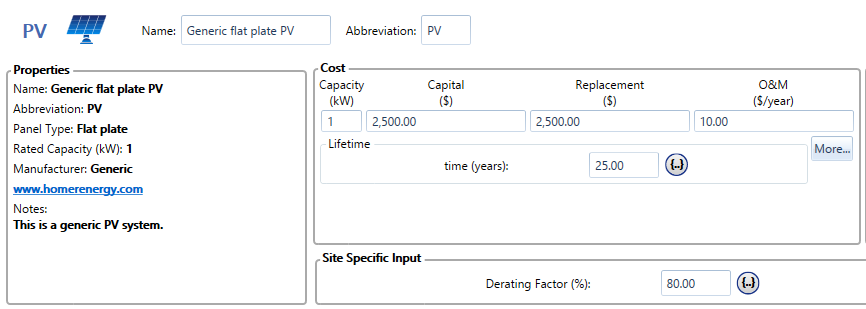 PV Name: Generic flat plate PV Abbreviation: PV
Properties
Name: Generic flat plate PV
Abbreviation: PV
Panel Type: Flat plate
Rated Capacity (kW): 1
Manufacturer: Generic
www.homerenergy.com
Notes:
This is a generic PV system.
Cost
Capacity (kW) Capital ($) Replacement ($) O&M ($/year)
1 2,500.00 2,500.00 10.00
Lifetime
time (years): 25.00 {..}
More...
Site Specific Input
Derating Factor (%): 80.00 {..}